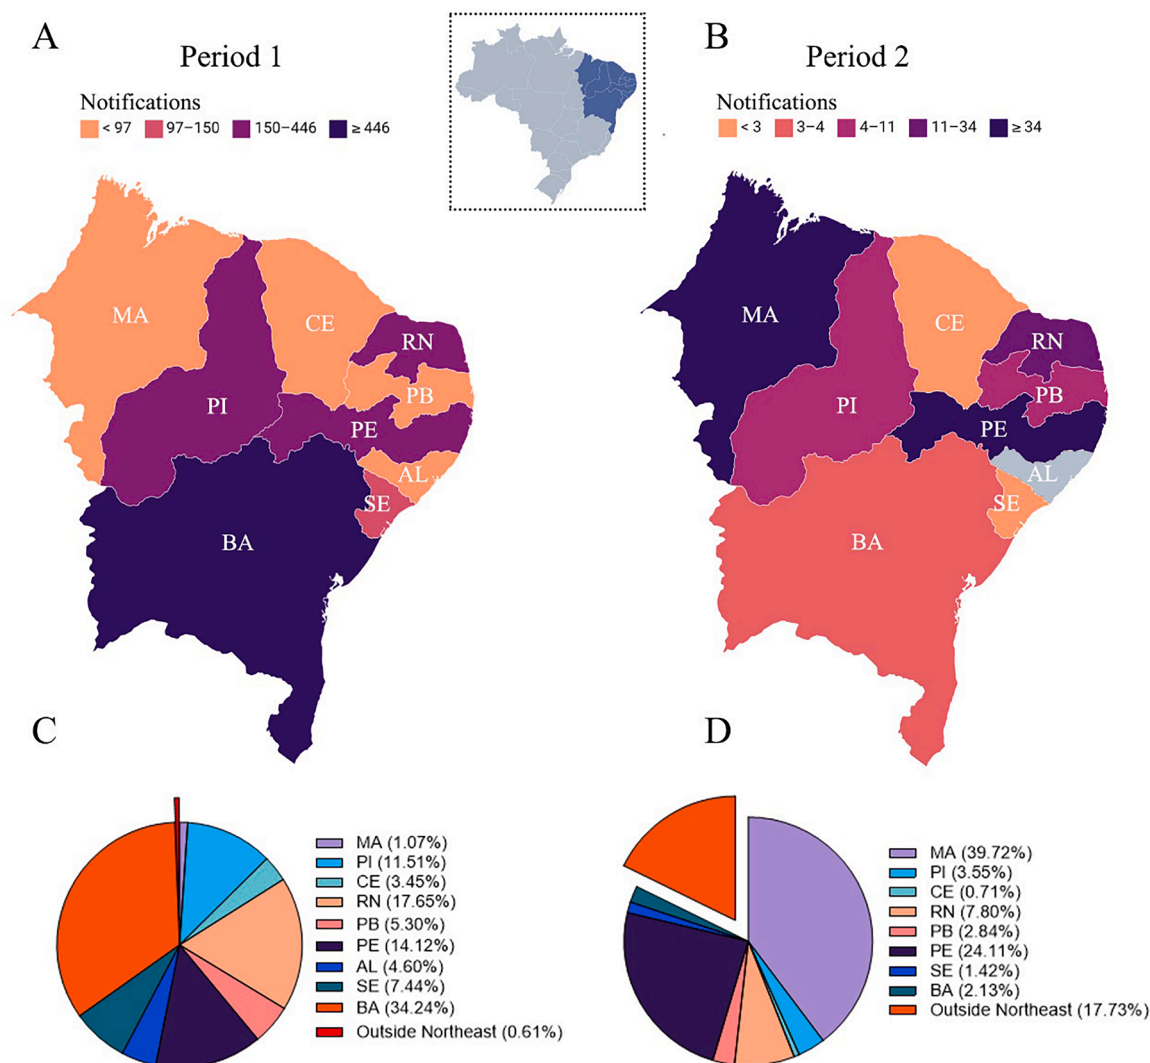 A
Period 1
Notifications
< 97
97–150
150–446
≥ 446
B
Period 2
Notifications
< 3
3–4
4–11
11–34
≥ 34
MA
CE
RN
PB
PI
PE
AL
SE
BA
MA
CE
RN
PB
PI
PE
AL
SE
BA
C
MA (1.07%)
PI (11.51%)
CE (3.45%)
RN (17.65%)
PB (5.30%)
PE (14.12%)
AL (4.60%)
SE (7.44%)
BA (34.24%)
Outside Northeast (0.61%)
D
MA (39.72%)
PI (3.55%)
CE (0.71%)
RN (7.80%)
PB (2.84%)
PE (24.11%)
SE (1.42%)
BA (2.13%)
Outside Northeast (17.73%)